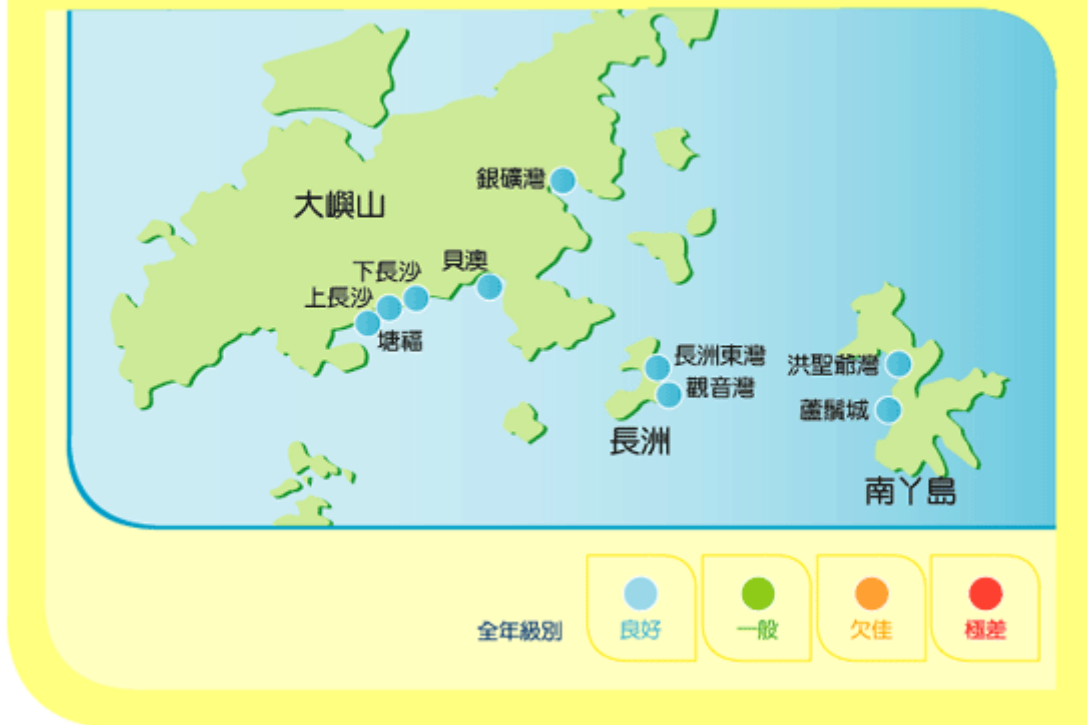 銀礦灣
大嶼山
貝澳
下長沙
上長沙
塘福
長洲東灣
觀音灣
長洲
洪聖爺灣
蘆鬚城
南丫島
全年級別
良好
一般
欠佳
極差